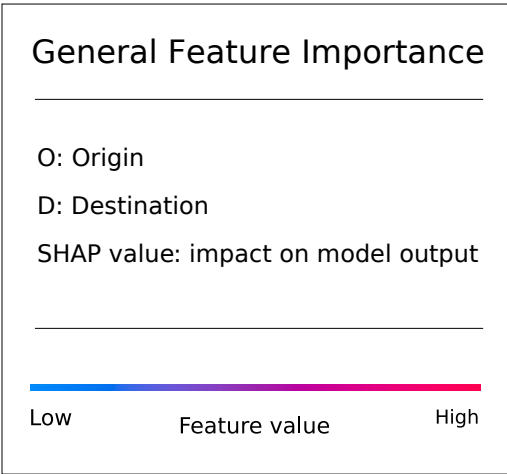 General Feature Importance
O: Origin
D: Destination
SHAP value: impact on model output
Low
Feature value
High